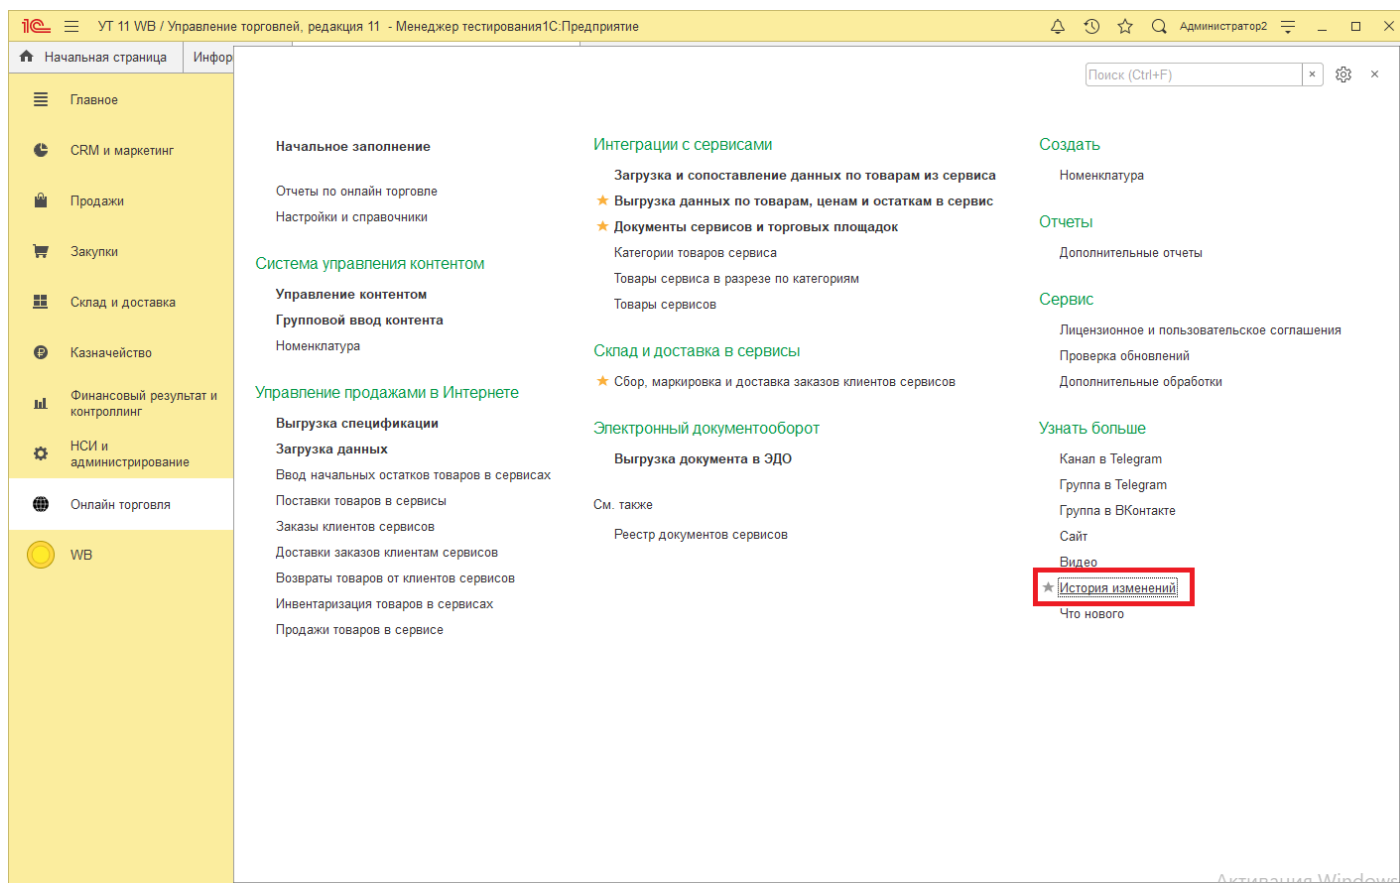 1С УТ 11 WB / Управление торговлей, редакция 11 - Менеджер тестирования1С:Предприятие Администратор2
Начальная страница Инфор
Поиск (Ctrl+F)
Главное
CRM и маркетинг
Продажи
Закупки
Склад и доставка
Казначейство
Финансовый результат и
контроллинг
НСИ и
администрирование
Онлайн торговля
WB
Начальное заполнение
Отчеты по онлайн торговле
Настройки и справочники
Система управления контентом
Управление контентом
Групповой ввод контента
Номенклатура
Управление продажами в Интернете
Выгрузка спецификации
Загрузка данных
Ввод начальных остатков товаров в сервисах
Поставки товаров в сервисы
Заказы клиентов сервисов
Доставки заказов клиентам сервисов
Возвраты товаров от клиентов сервисов
Инвентаризация товаров в сервисах
Продажи товаров в сервисе
Интеграции с сервисами
Загрузка и сопоставление данных по товарам из сервиса
Выгрузка данных по товарам, ценам и остаткам в сервис
Документы сервисов и торговых площадок
Категории товаров сервиса
Товары сервиса в разрезе по категориям
Товары сервисов
Склад и доставка в сервисы
Сбор, маркировка и доставка заказов клиентов сервисов
Электронный документооборот
Выгрузка документа в ЭДО
См. также
Реестр документов сервисов
Создать
Номенклатура
Отчеты
Дополнительные отчеты
Сервис
Лицензионное и пользовательское соглашения
Проверка обновлений
Дополнительные обработки
Узнать больше
Канал в Telegram
Группа в Telegram
Группа в ВКонтакте
Сайт
Видео
История изменений
Что нового
Активация Windows